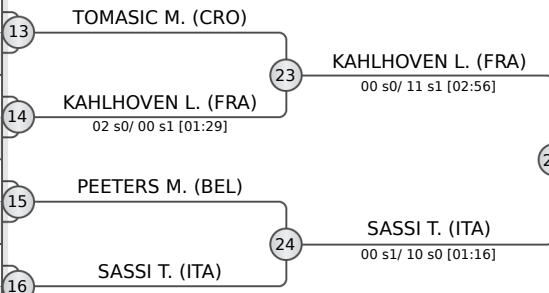 TOMASIC M. (CRO)
13
23
KAHLHOVEN L. (FRA)
00 s0/ 11 s1 [02:56]
KAHLHOVEN L. (FRA)
14
02 s0/ 00 s1 [01:29]
PEETERS M. (BEL)
15
24
SASSI T. (ITA)
00 s1/ 10 s0 [01:16]
SASSI T. (ITA)
16